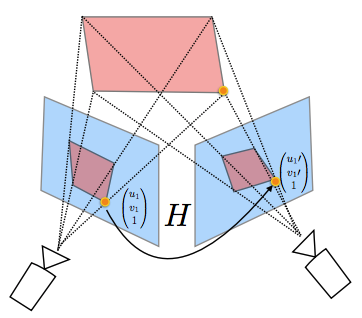 (u₁
v₁
1)
H
(u₁′
v₁′
1)